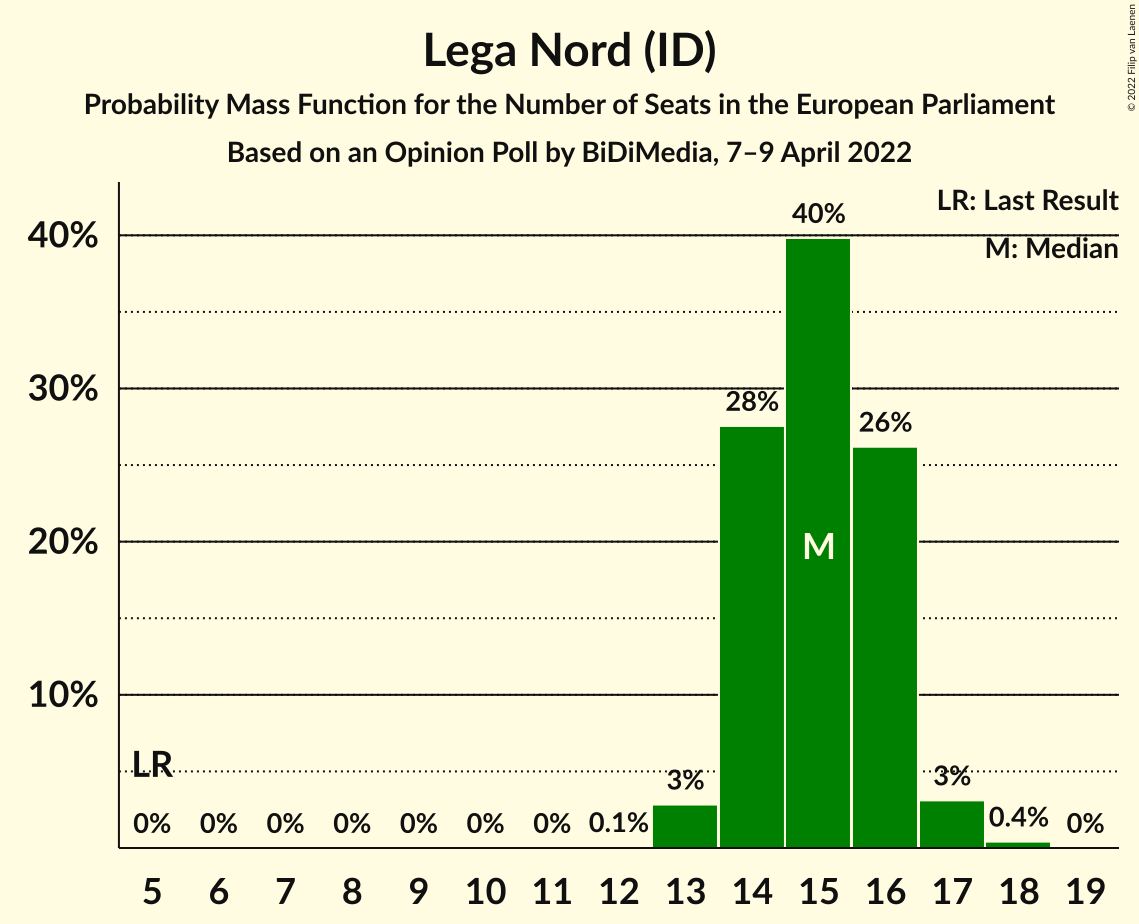 Lega Nord (ID)
Probability Mass Function for the Number of Seats in the European Parliament
Based on an Opinion Poll by BiDiMedia, 7–9 April 2022
© 2022 Filip van Laenen
LR: Last Result
M: Median
40%
30%
20%
10%
40%
28%
26%
M
LR
0%
0%
0%
0%
0%
0%
0%
0.1%
3%
3%
0.4%
0%
5 6 7 8 9 10 11 12 13 14 15 16 17 18 19